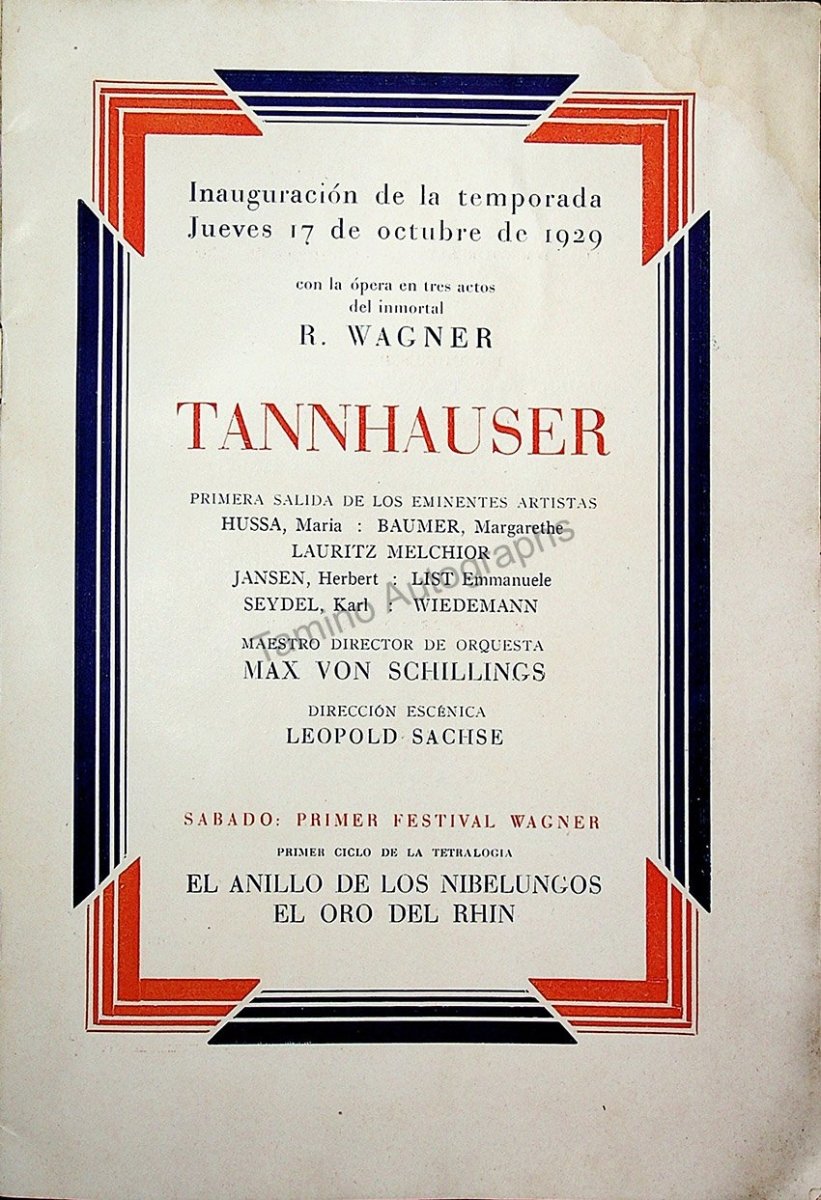 Inauguración de la temporada
Jueves 17 de octubre de 1929
con la ópera en tres actos
del inmortal
R. WAGNER
TANNHAUSER
PRIMERA SALIDA DE LOS EMINENTES ARTISTAS
HUSSA, Maria : BAUMER, Margarethe
LAURITZ MELCHIOR
JANSEN, Herbert : LIST Emmanuele
SEYDEL, Karl : WIEDEMANN
Tamino Autographs
MAESTRO DIRECTOR DE ORQUESTA
MAX VON SCHILLINGS
DIRECCIÓN ESCÉNICA
LEOPOLD SACHSE
SABADO: PRIMER FESTIVAL WAGNER
PRIMER CICLO DE LA TETRALOGIA
EL ANILLO DE LOS NIBELUNGOS
EL ORO DEL RHIN